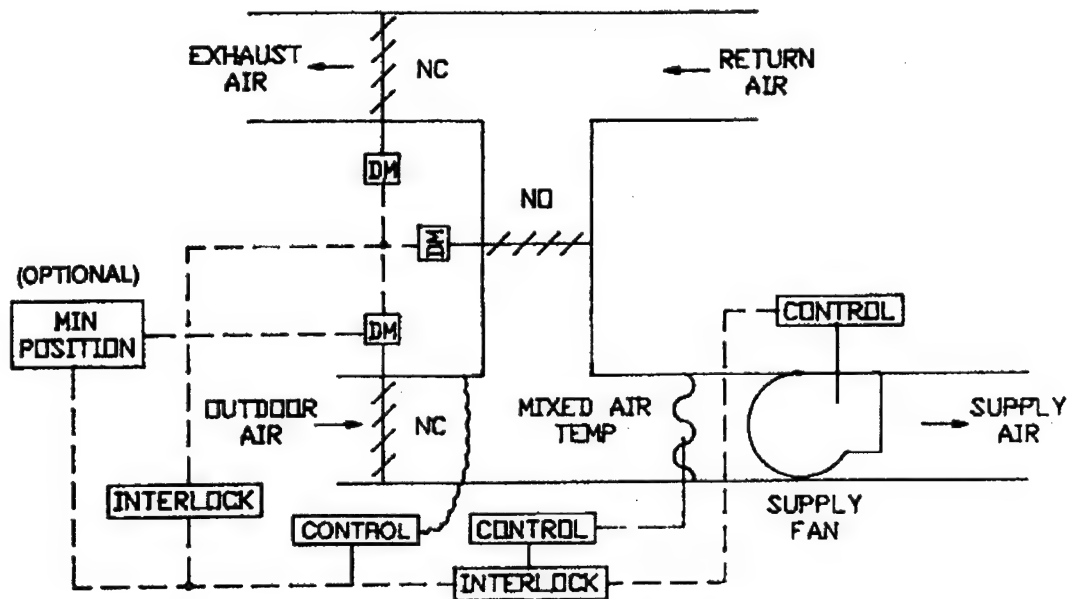 EXHAUST
AIR
NC
RETURN
AIR
DM
NO
DM
(OPTIONAL)
MIN
POSITION
DM
CONTROL
OUTDOOR
AIR
NC
MIXED AIR
TEMP
SUPPLY
AIR
INTERLOCK
CONTROL
CONTROL
SUPPLY
FAN
INTERLOCK